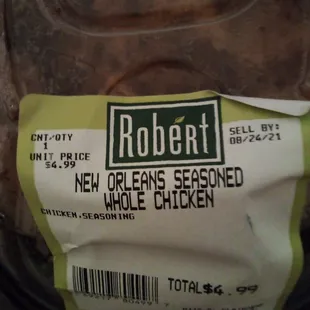 CNT/QTY
1
UNIT PRICE
$4.99
Robért
SELL BY:
08/24/21
NEW ORLEANS SEASONED
WHOLE CHICKEN
CHICKEN,SEASONING
TOTAL$4.99